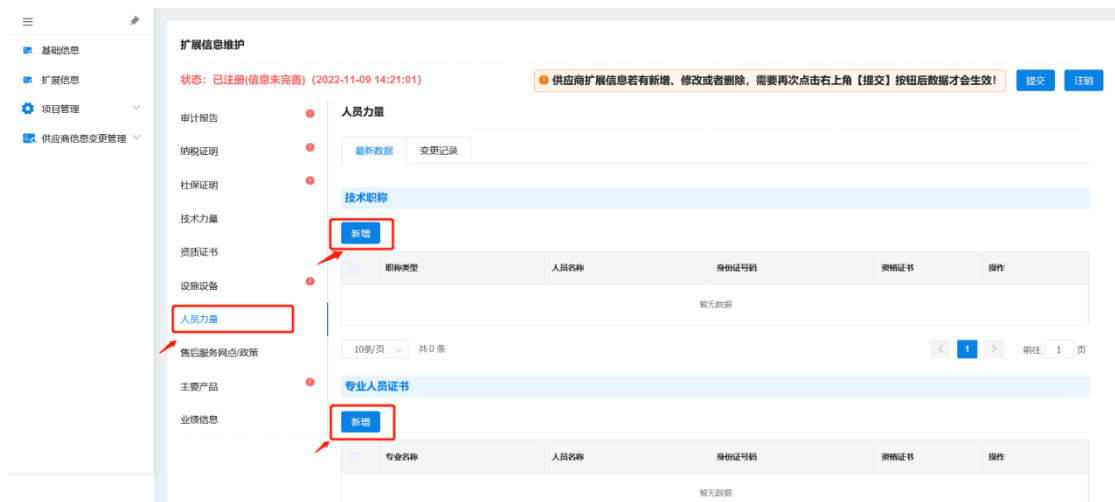 扩展信息维护
基础信息
扩展信息
项目管理
供应商信息变更管理
状态：已注册(信息未完善)（2022-11-09 14:21:01）
供应商扩展信息若有新增、修改或者删除，需要再次点击右上角【提交】按钮后数据才会生效！
提交
注销
审计报告
纳税证明
社保证明
技术力量
资质证书
设施设备
人员力量
售后服务网点/政策
主要产品
业绩信息
人员力量
最新数据
变更记录
技术职称
新增
职称类型 人员名称 身份证号码 资格证书 操作
暂无数据
10条/页 共 0 条
1 前往 1 页
专业人员证书
新增
专业名称 人员名称 身份证号码 资格证书 操作
暂无数据